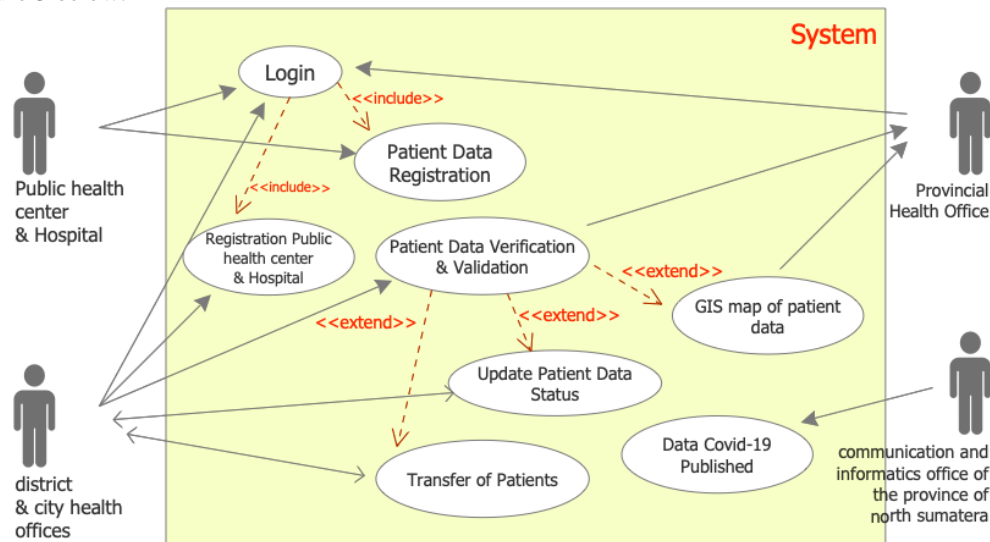 System
Login
<<include>>
Patient Data
Registration
Public health
center
& Hospital
Provincial
Health Office
<<include>>
Registration Public
health center
& Hospital
Patient Data Verification
& Validation
<<extend>>
GIS map of patient
data
<<extend>>
<<extend>>
Update Patient Data
Status
Data Covid-19
Published
Transfer of Patients
district
& city health
offices
communication and
informatics office of
the province of
north sumatera